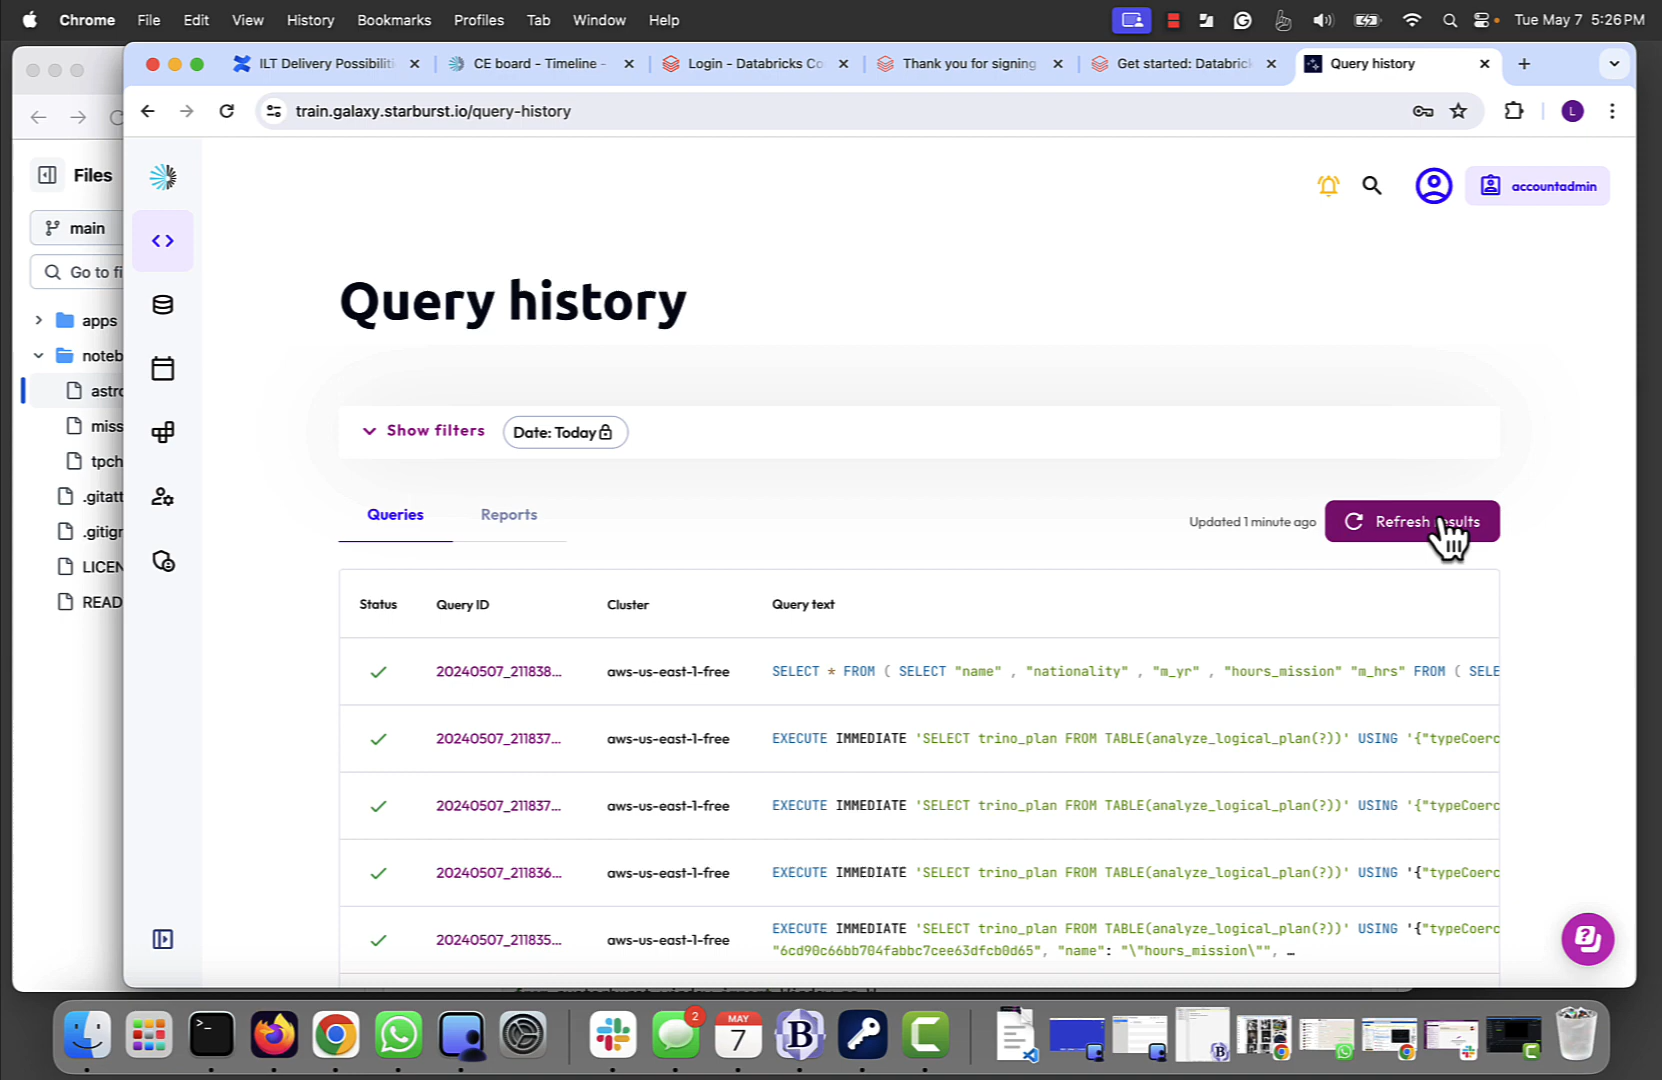 Chrome File Edit View History Bookmarks Profiles Tab Window Help Tue May 7 5:26PM
ILT Delivery Possibiliti CE board - Timeline - Login - Databricks Co Thank you for signing Get started: Databrick Query history
train.galaxy.starburst.io/query-history L
Files
main
Go to fi
apps
noteb
astro
miss
tpch
.gitatt
.gitign
LICEN
READ
accountadmin
Query history
Show filters Date: Today
Queries Reports Updated 1 minute ago Refresh results
Status Query ID Cluster Query text
20240507_211838... aws-us-east-1-free SELECT * FROM ( SELECT "name" , "nationality" , "m_yr" , "hours_mission" "m_hrs" FROM ( SELE
20240507_211837... aws-us-east-1-free EXECUTE IMMEDIATE 'SELECT trino_plan FROM TABLE(analyze_logical_plan(?))' USING '{"typeCoerc
20240507_211837... aws-us-east-1-free EXECUTE IMMEDIATE 'SELECT trino_plan FROM TABLE(analyze_logical_plan(?))' USING '{"typeCoerc
20240507_211836... aws-us-east-1-free EXECUTE IMMEDIATE 'SELECT trino_plan FROM TABLE(analyze_logical_plan(?))' USING '{"typeCoerc
20240507_211835... aws-us-east-1-free EXECUTE IMMEDIATE 'SELECT trino_plan FROM TABLE(analyze_logical_plan(?))' USING '{"typeCoerc
"6cd90c66bb704fabbc7cee63dfcb0d65", "name": "\"hours_mission\"", …
2
MAY
7
B